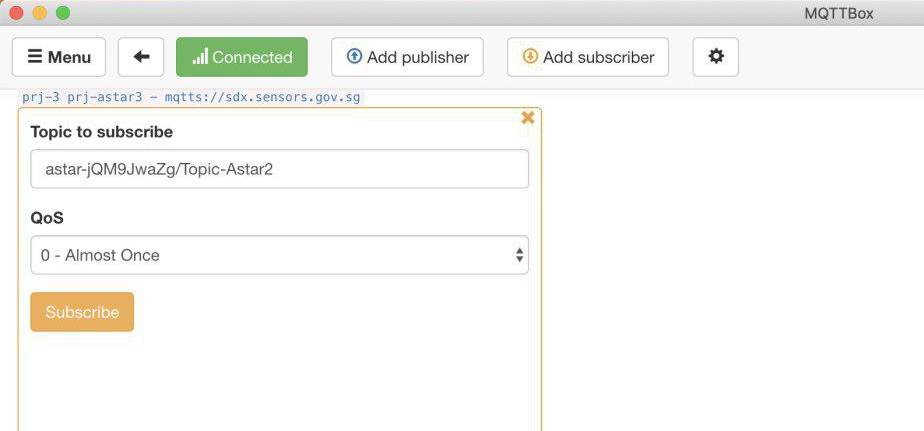 MQTTBox
Menu
Connected
Add publisher
Add subscriber
prj-3 prj-astar3 - mqtts://sdx.sensors.gov.sg
Topic to subscribe
astar-jQM9JwaZg/Topic-Astar2
QoS
0 - Almost Once
Subscribe